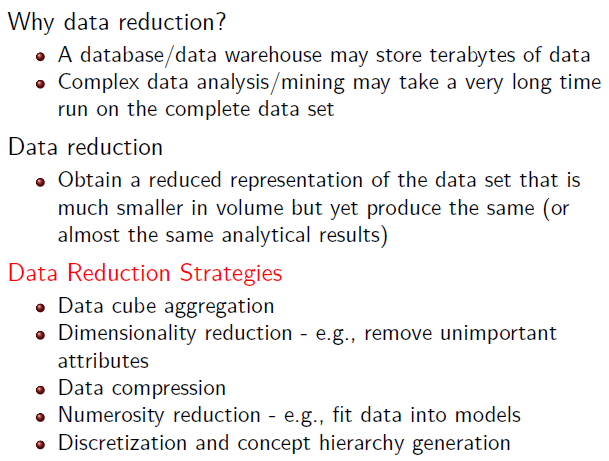 Why data reduction?
A database/data warehouse may store terabytes of data
Complex data analysis/mining may take a very long time
run on the complete data set
Data reduction
Obtain a reduced representation of the data set that is
much smaller in volume but yet produce the same (or
almost the same analytical results)
Data Reduction Strategies
Data cube aggregation
Dimensionality reduction - e.g., remove unimportant
attributes
Data compression
Numerosity reduction - e.g., fit data into models
Discretization and concept hierarchy generation